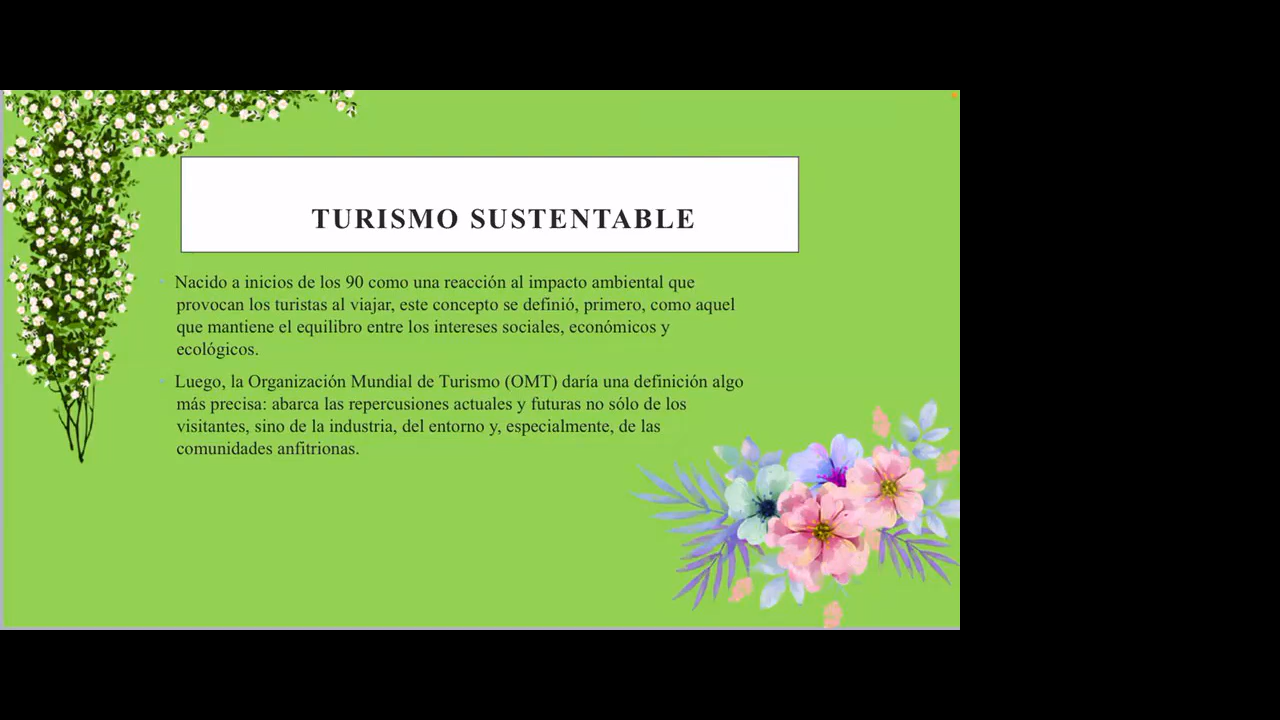 TURISMO SUSTENTABLE
Nacido a inicios de los 90 como una reacción al impacto ambiental que
provocan los turistas al viajar, este concepto se definió, primero, como aquel
que mantiene el equilibro entre los intereses sociales, económicos y
ecológicos.
Luego, la Organización Mundial de Turismo (OMT) daría una definición algo
más precisa: abarca las repercusiones actuales y futuras no sólo de los
visitantes, sino de la industria, del entorno y, especialmente, de las
comunidades anfitrionas.